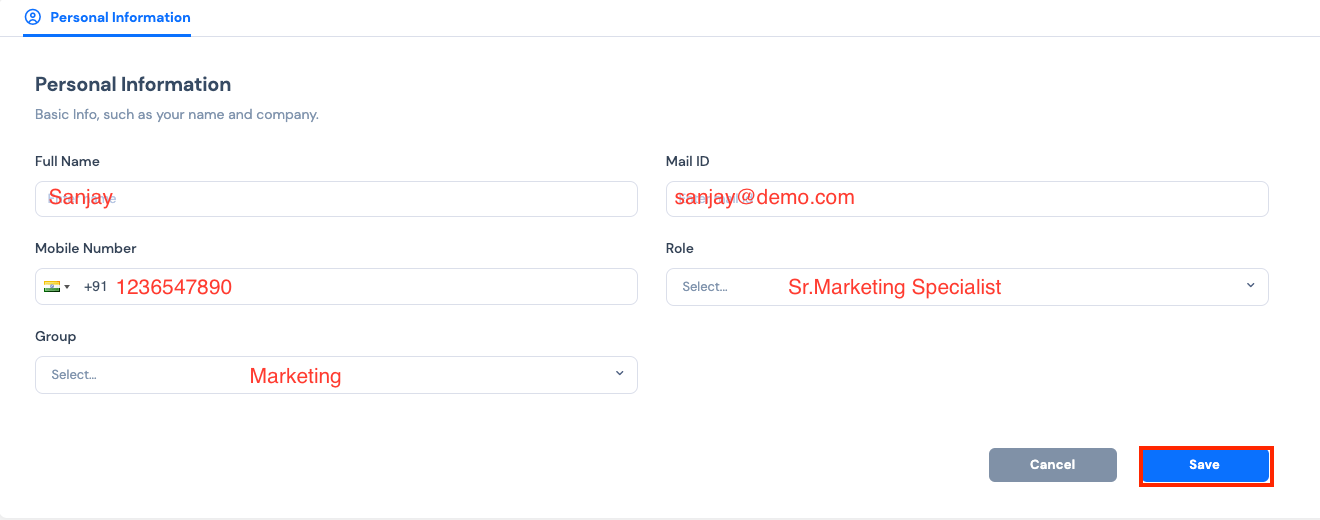 Personal Information
Personal Information
Basic Info, such as your name and company.
Full Name
Mail ID
Sanjay
sanjay@demo.com
Mobile Number
Role
+91 1236547890
Select... Sr.Marketing Specialist
Group
Select... Marketing
Cancel
Save